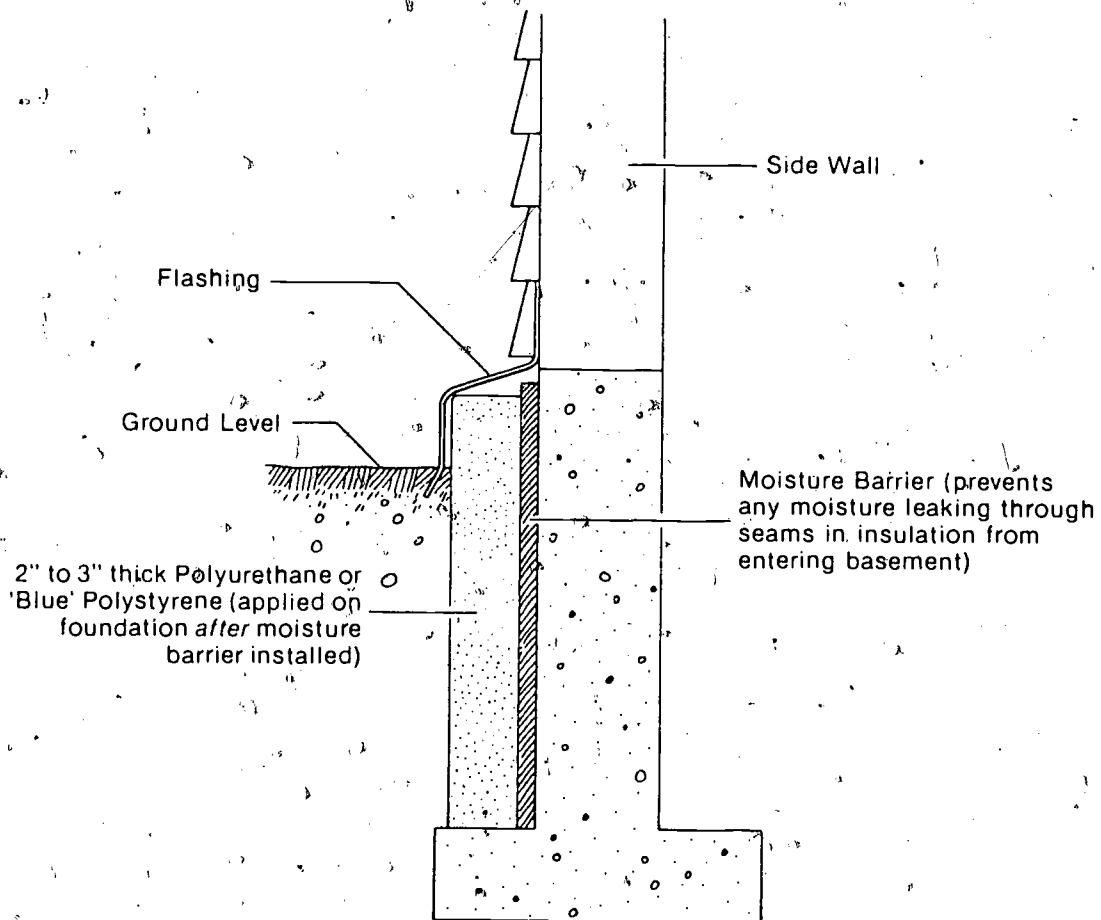 Side Wall
Flashing
Ground Level
Moisture Barrier (prevents
any moisture leaking through
seams in insulation from
entering basement)
2" to 3" thick Polyurethane or
'Blue' Polystyrene (applied on
foundation after moisture
barrier installed)